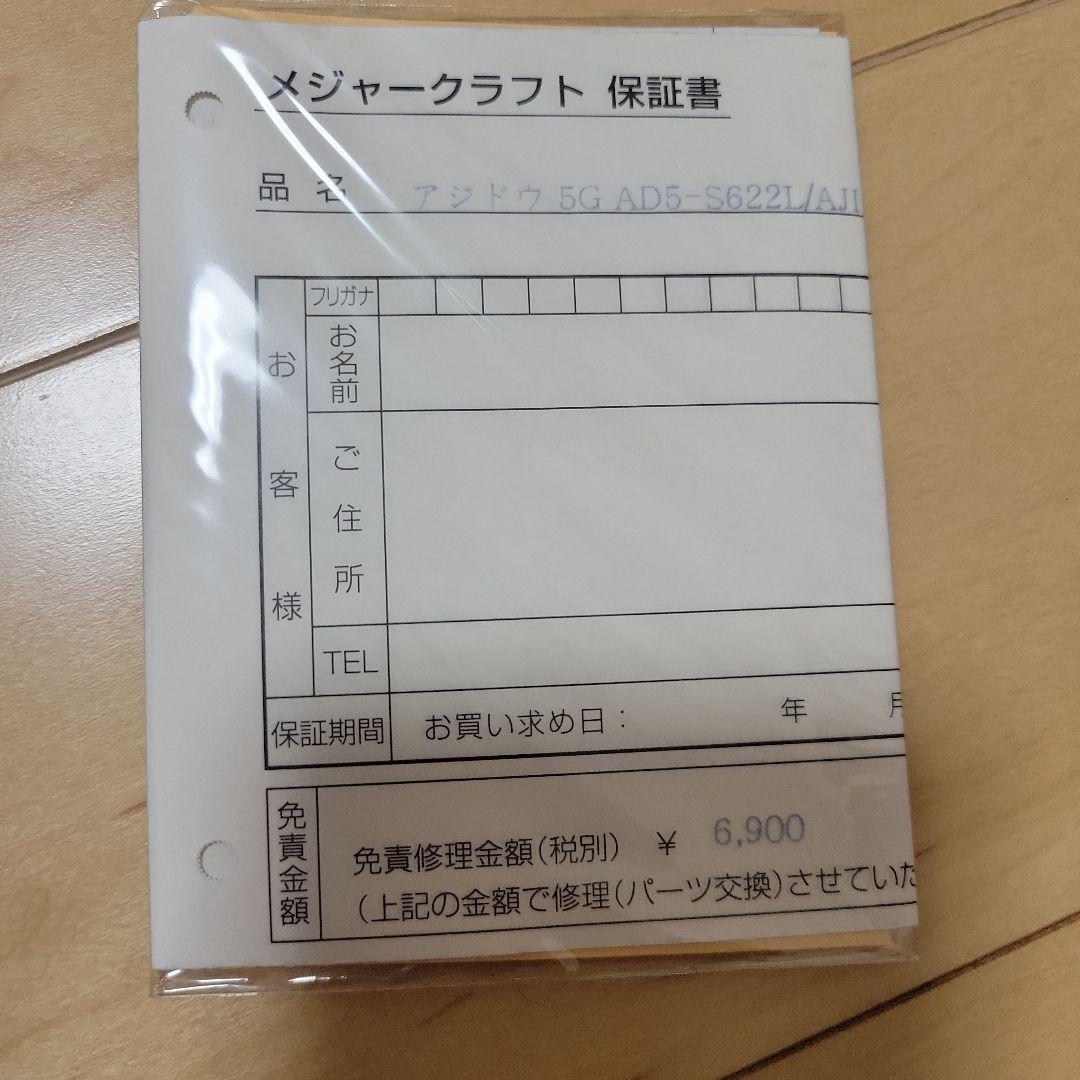 メジャークラフト 保証書
品 名 アジドウ 5G AD5-S622L/AJI
お客様
フリガナ
お名前
ご住所
TEL
保証期間 お買い求め日： 年 月
免責金額
免責修理金額(税別) ¥ 6,900
(上記の金額で修理(パーツ交換)させていた